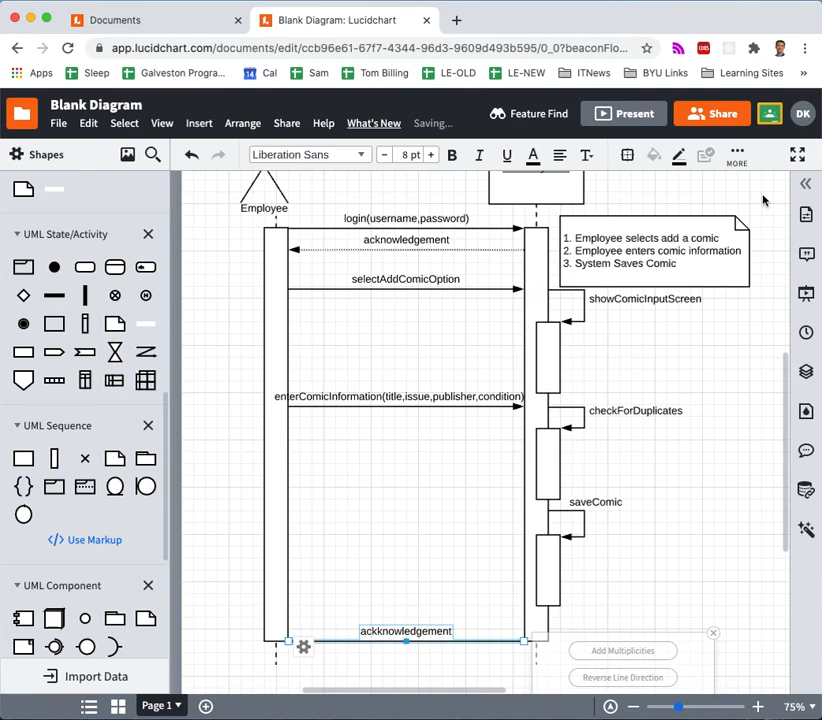 Documents
Blank Diagram: Lucidchart
app.lucidchart.com/documents/edit/ccb96e61-67f7-4344-96d3-9609d493b595/0_0?beaconFlo...
Apps
Sleep
Galveston Progra...
14
Cal
Sam
Tom Billing
LE-OLD
LE-NEW
ITNews
BYU Links
Learning Sites
»
Blank Diagram
File
Edit
Select
View
Insert
Arrange
Share
Help
What's New
Saving...
Feature Find
Present
Share
DK
Shapes
Liberation Sans
8 pt
B
I
U
A
T
MORE
UML State/Activity
UML Sequence
Use Markup
UML Component
Import Data
Employee
login(username,password)
acknowledgement
1. Employee selects add a comic
2. Employee enters comic information
3. System Saves Comic
selectAddComicOption
showComicInputScreen
enterComicInformation(title,issue,publisher,condition)
checkForDuplicates
saveComic
ackknowledgement
Add Multiplicities
Reverse Line Direction
Page 1
75%